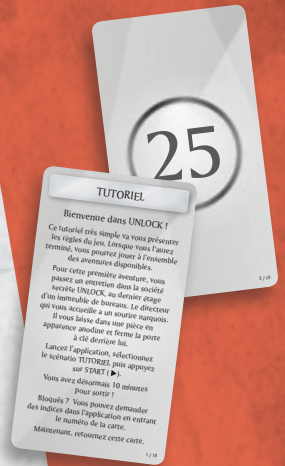 25
2 / 16
TUTORIEL
Bienvenue dans UNLOCK !
Ce tutoriel très simple va vous présenter
les règles du jeu. Lorsque vous l'aurez
terminé, vous pourrez jouer à l'ensemble
des aventures disponibles.
Pour cette première aventure, vous
passez un entretien dans la société
secrète UNLOCK, au dernier étage
d'un immeuble de bureaux. Le directeur
qui vous accueille a un sourire narquois.
Il vous laisse dans une pièce en
apparence anodine et ferme la porte
à clé derrière lui.
Lancez l'application, sélectionnez
le scénario TUTORIEL puis appuyez
sur START (▶).
Vous avez désormais 10 minutes
pour sortir !
Bloqués ? Vous pouvez demander
des indices dans l'application en entrant
le numéro de la carte.
Maintenant, retournez cette carte.